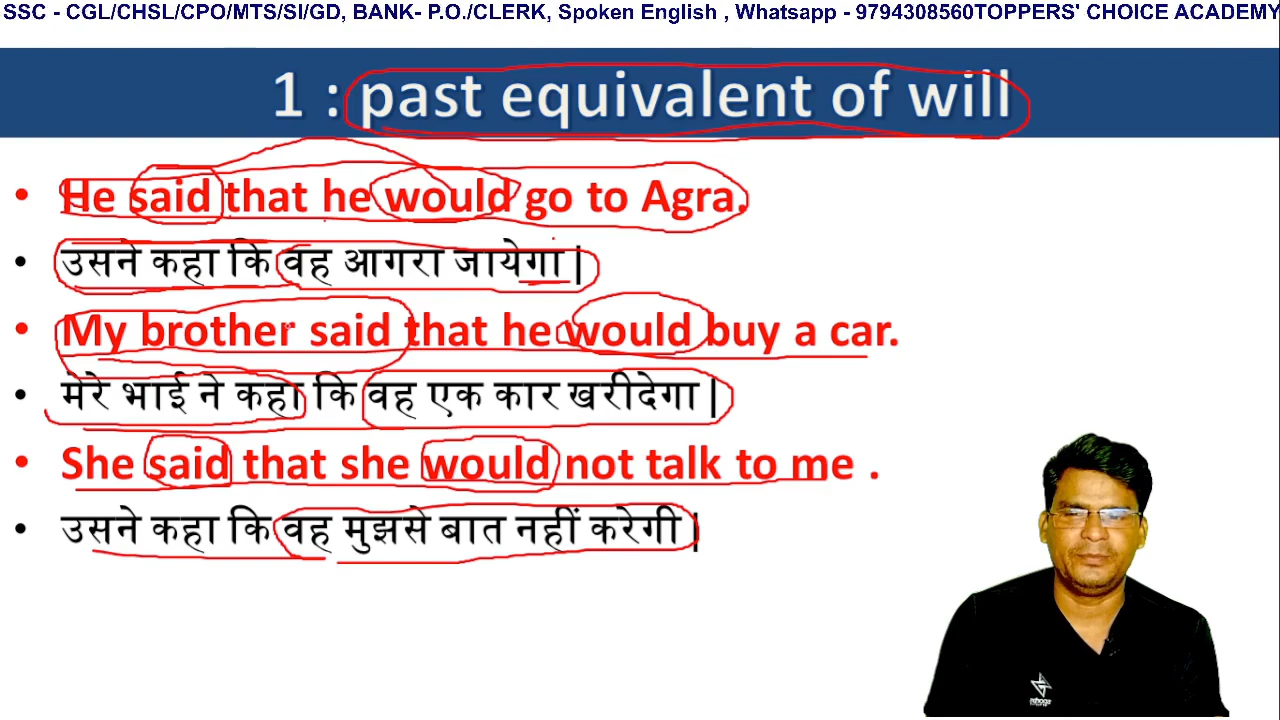 SSC - CGL/CHSL/CPO/MTS/SI/GD, BANK- P.O./CLERK, Spoken English , Whatsapp - 9794308560TOPPERS' CHOICE ACADEMY
1 : past equivalent of will
• He said that he would go to Agra.
• उसने कहा कि वह आगरा जायेगा |
• My brother said that he would buy a car.
• मेरे भाई ने कहा कि वह एक कार खरीदेगा |
• She said that she would not talk to me .
• उसने कहा कि वह मुझसे बात नहीं करेगी |